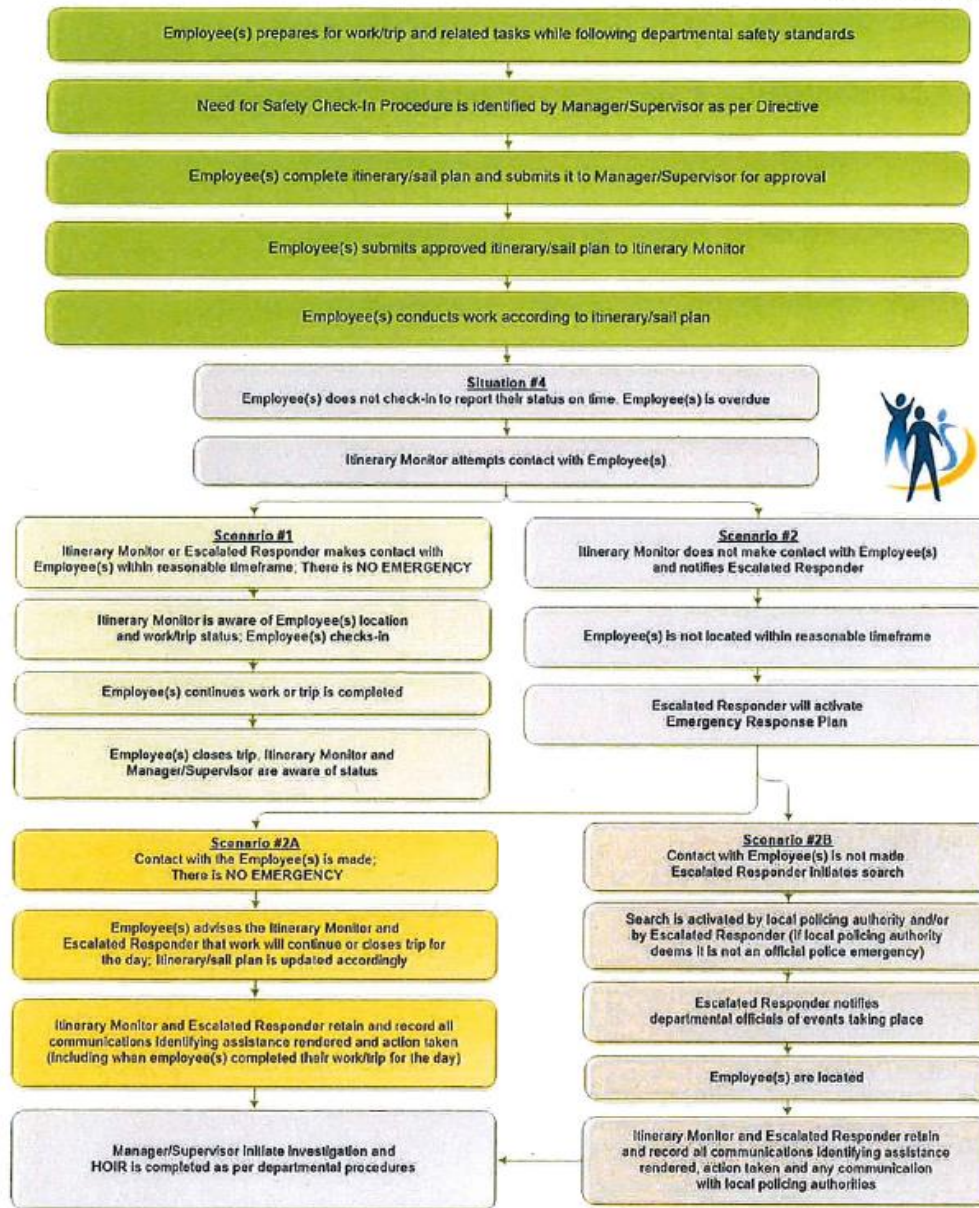 Employee(s) prepares for work/trip and related tasks while following departmental safety standards
Need for Safety Check-In Procedure is identified by Manager/Supervisor as per Directive
Employee(s) complete itinerary/sail plan and submits it to Manager/Supervisor for approval
Employee(s) submits approved itinerary/sail plan to Itinerary Monitor
Employee(s) conducts work according to itinerary/sail plan
Situation #4
Employee(s) does not check-in to report their status on time. Employee(s) is overdue
Itinerary Monitor attempts contact with Employee(s)
Scenario #1
Itinerary Monitor or Escalated Responder makes contact with
Employee(s) within reasonable timeframe; There is NO EMERGENCY
Itinerary Monitor is aware of Employee(s) location
and work/trip status; Employee(s) checks-in
Employee(s) continues work or trip is completed
Employee(s) closes trip. Itinerary Monitor and
Manager/Supervisor are aware of status
Scenario #2
Itinerary Monitor does not make contact with Employee(s)
and notifies Escalated Responder
Employee(s) is not located within reasonable timeframe
Escalated Responder will activate
Emergency Response Plan
Scenario #2A
Contact with the Employee(s) is made;
There is NO EMERGENCY
Employee(s) advises the Itinerary Monitor and
Escalated Responder that work will continue or closes trip for
the day; Itinerary/sail plan is updated accordingly
Itinerary Monitor and Escalated Responder retain and record all
communications identifying assistance rendered and action taken
(including when employee(s) completed their work/trip for the day)
Manager/Supervisor initiate investigation and
HOIR is completed as per departmental procedures
Scenario #2B
Contact with Employee(s) is not made
Escalated Responder initiates search
Search is activated by local policing authority and/or
by Escalated Responder (if local policing authority
deems it is not an official police emergency)
Escalated Responder notifies
departmental officials of events taking place
Employee(s) are located
Itinerary Monitor and Escalated Responder retain
and record all communications identifying assistance
rendered, action taken and any communication
with local policing authorities